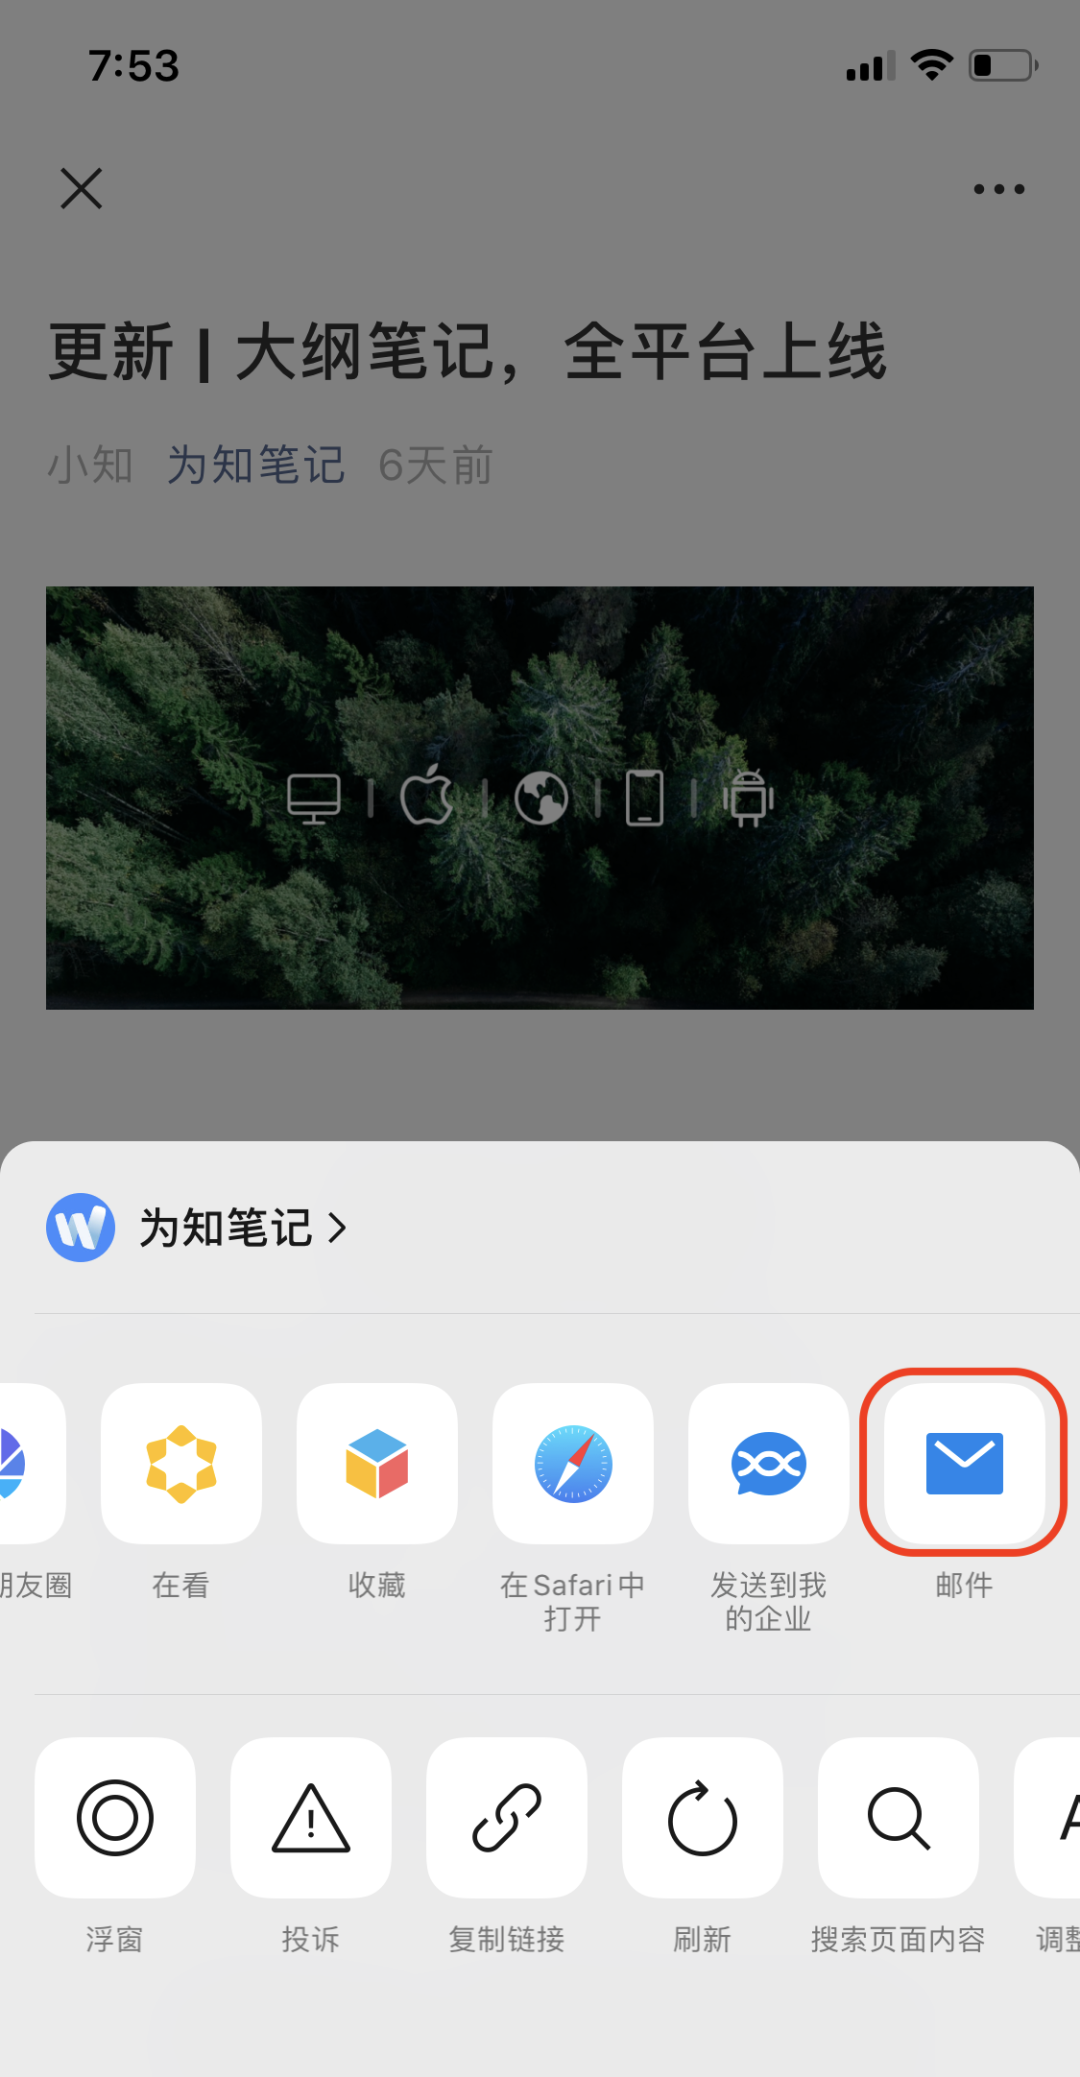 7:53
更新 | 大纲笔记，全平台上线
小知 为知笔记 6天前
为知笔记
朋友圈
在看
收藏
在Safari中
打开
发送到我
的企业
邮件
浮窗
投诉
复制链接
刷新
搜索页面内容
调整